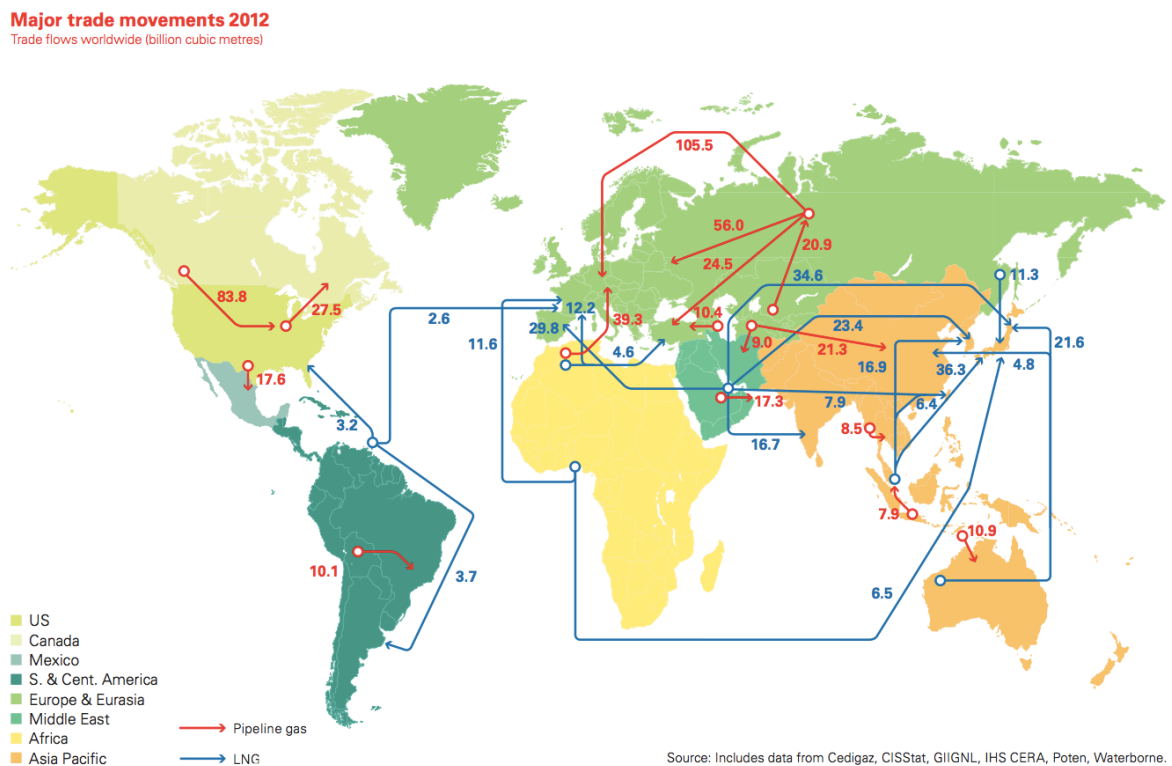 Major trade movements 2012
Trade flows worldwide (billion cubic metres)
105.5
56.0
20.9
24.5
34.6
11.3
83.8
27.5
2.6
12.2
29.8
39.3
10.4
23.4
11.6
4.6
9.0
21.3
21.6
16.9
36.3
4.8
17.6
17.3
7.9
6.4
3.2
8.5
16.7
7.9
10.9
10.1
3.7
6.5
US
Canada
Mexico
S. & Cent. America
Europe & Eurasia
Middle East
Africa
Asia Pacific
Pipeline gas
LNG
Source: Includes data from Cedigaz, CISStat, GIIGNL, IHS CERA, Poten, Waterborne.